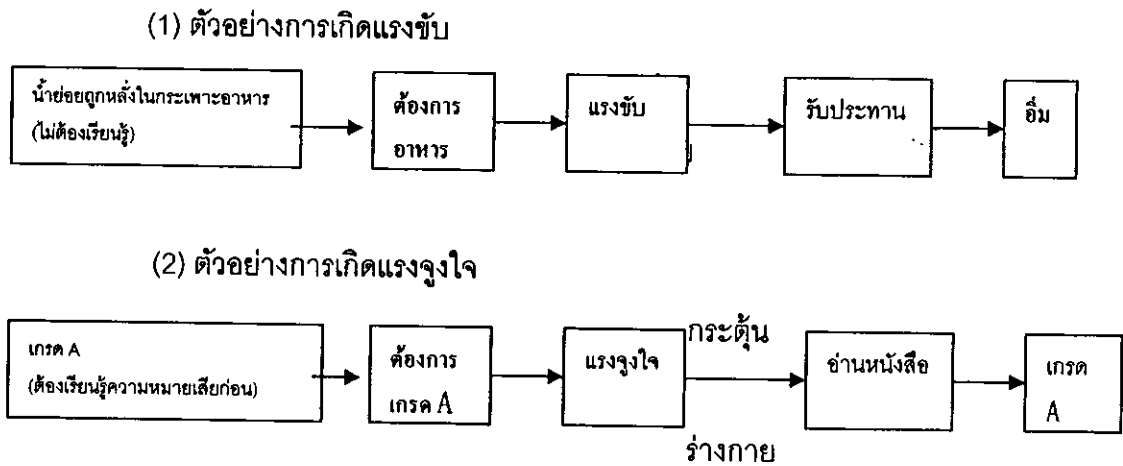 (1) ตัวอย่างการเกิดแรงขับ
น้ำย่อยถูกหลั่งในกระเพาะอาหาร
(ไม่ต้องเรียนรู้)
ต้องการ
อาหาร
แรงขับ
รับประทาน
อิ่ม
(2) ตัวอย่างการเกิดแรงจูงใจ
เกรด A
(ต้องเรียนรู้ความหมายเสียก่อน)
ต้องการ
เกรด A
แรงจูงใจ
กระตุ้น
ร่างกาย
อ่านหนังสือ
เกรด
A